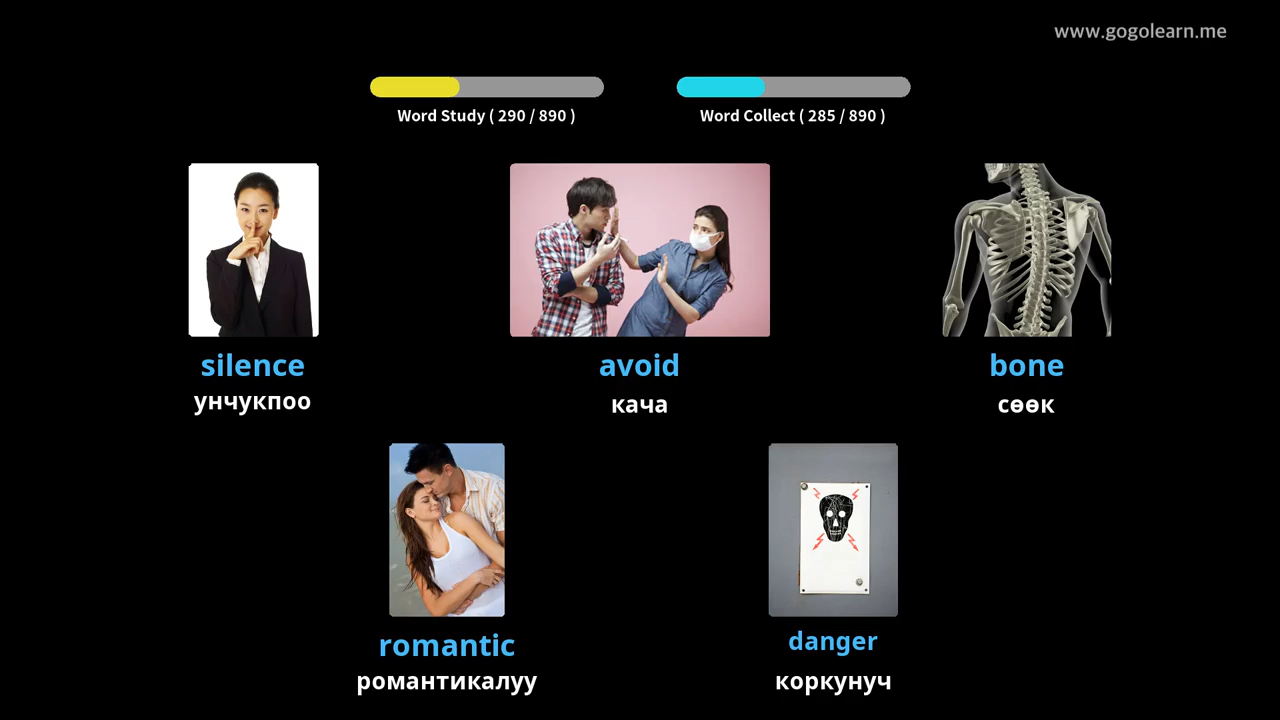 www.gogolearn.me
Word Study ( 290 / 890 )
Word Collect ( 285 / 890 )
silence
унчукпоо
avoid
кача
bone
сөөк
romantic
романтикалуу
danger
коркунуч